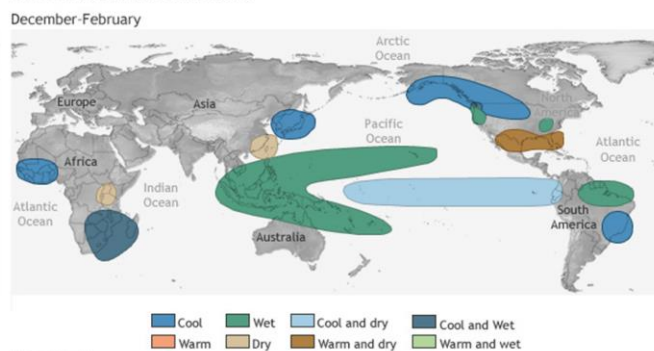 December-February
Arctic
Ocean
Europe
Asia
North
America
Pacific
Ocean
Atlantic
Ocean
Africa
Indian
Ocean
Atlantic
Ocean
South
America
Australia
Cool
Wet
Cool and dry
Cool and Wet
Warm
Dry
Warm and dry
Warm and wet